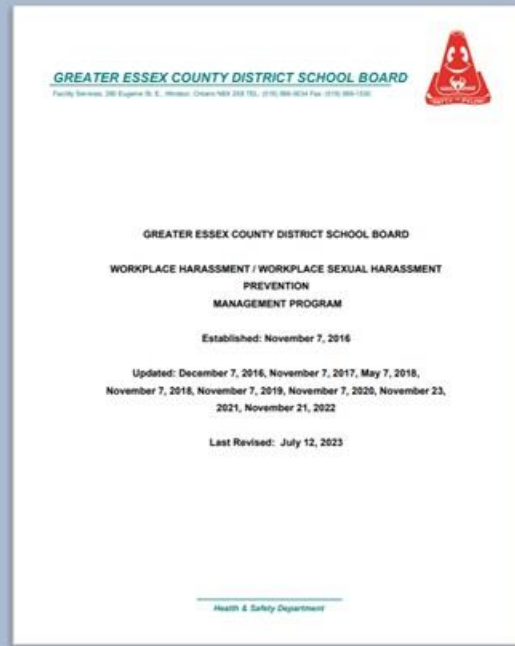 GREATER ESSEX COUNTY DISTRICT SCHOOL BOARD
GREATER ESSEX COUNTY DISTRICT SCHOOL BOARD
WORKPLACE HARASSMENT / WORKPLACE SEXUAL HARASSMENT
PREVENTION
MANAGEMENT PROGRAM
Established: November 7, 2016
Updated: December 7, 2016, November 7, 2017, May 7, 2018,
November 7, 2018, November 7, 2019, November 7, 2020, November 23,
2021, November 21, 2022
Last Revised: July 12, 2023
Health & Safety Department